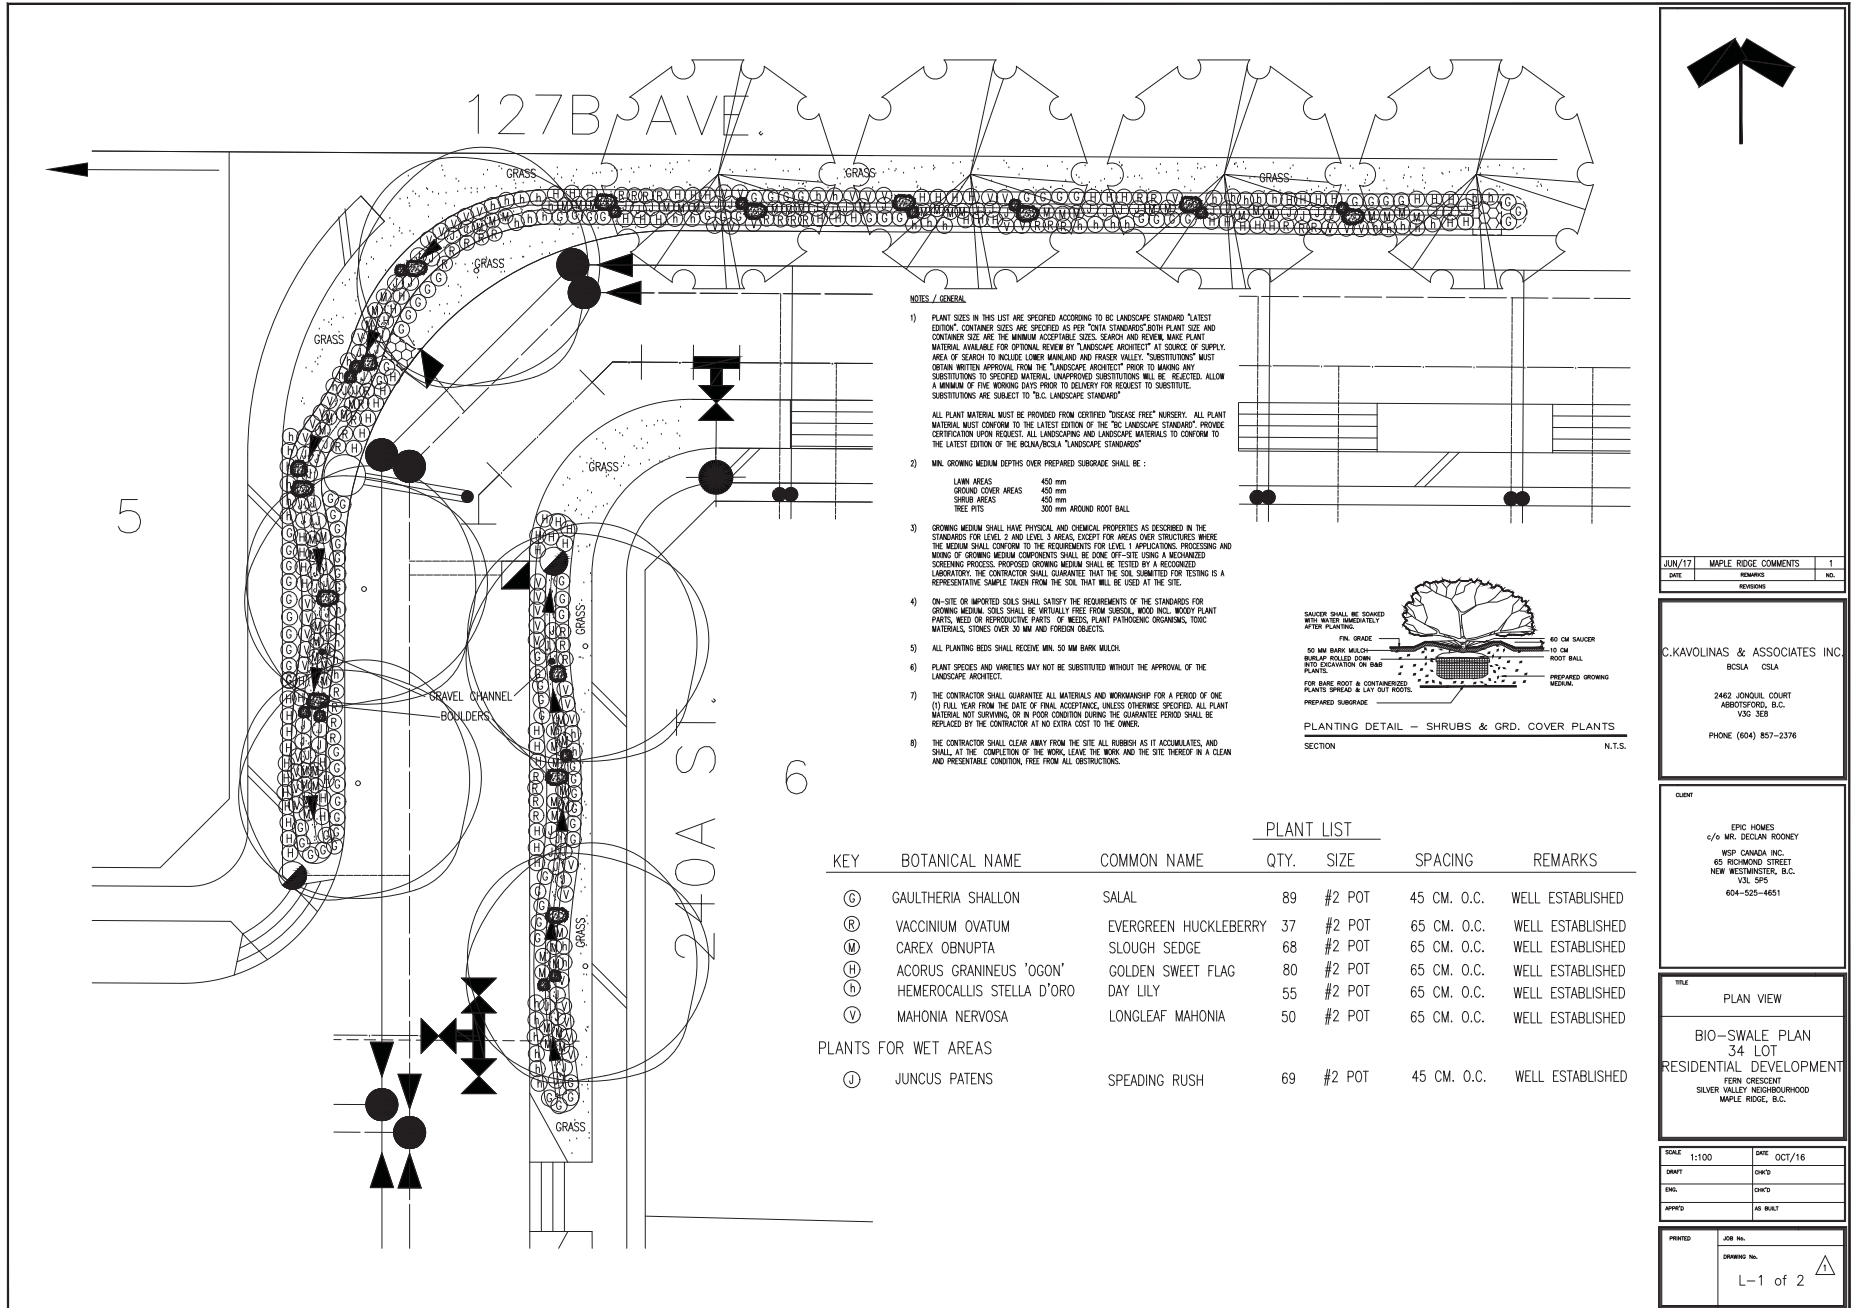 127B AVE.
GRASS
GRASS
GRASS
GRASS
GRASS
GRASS
GRASS
GRASS
GRASS
5
6
240A ST.
GRAVEL CHANNEL
BOULDERS
NOTES / GENERAL
1) PLANT SIZES IN THIS LIST ARE SPECIFIED ACCORDING TO BC LANDSCAPE STANDARD "LATEST
EDITION". CONTAINER SIZES ARE SPECIFIED AS PER "CNTA STANDARDS".BOTH PLANT SIZE AND
CONTAINER SIZE ARE THE MINIMUM ACCEPTABLE SIZES. SEARCH AND REVIEW, MAKE PLANT
MATERIAL AVAILABLE FOR OPTIONAL REVIEW BY "LANDSCAPE ARCHITECT" AT SOURCE OF SUPPLY.
AREA OF SEARCH TO INCLUDE LOWER MAINLAND AND FRASER VALLEY. "SUBSTITUTIONS" MUST
OBTAIN WRITTEN APPROVAL FROM THE "LANDSCAPE ARCHITECT" PRIOR TO MAKING ANY
SUBSTITUTIONS TO SPECIFIED MATERIAL. UNAPPROVED SUBSTITUTIONS WILL BE REJECTED. ALLOW
A MINIMUM OF FIVE WORKING DAYS PRIOR TO DELIVERY FOR REQUEST TO SUBSTITUTE.
SUBSTITUTIONS ARE SUBJECT TO "B.C. LANDSCAPE STANDARD"
ALL PLANT MATERIAL MUST BE PROVIDED FROM CERTIFIED "DISEASE FREE" NURSERY. ALL PLANT
MATERIAL MUST CONFORM TO THE LATEST EDITION OF THE "BC LANDSCAPE STANDARD". PROVIDE
CERTIFICATION UPON REQUEST. ALL LANDSCAPING AND LANDSCAPE MATERIALS TO CONFORM TO
THE LATEST EDITION OF THE BCLNA/BCSLA "LANDSCAPE STANDARDS"
2) MIN. GROWING MEDIUM DEPTHS OVER PREPARED SUBGRADE SHALL BE :
LAWN AREAS 450 mm
GROUND COVER AREAS 450 mm
SHRUB AREAS 450 mm
TREE PITS 300 mm AROUND ROOT BALL
3) GROWING MEDIUM SHALL HAVE PHYSICAL AND CHEMICAL PROPERTIES AS DESCRIBED IN THE
STANDARDS FOR LEVEL 2 AND LEVEL 3 AREAS, EXCEPT FOR AREAS OVER STRUCTURES WHERE
THE MEDIUM SHALL CONFORM TO THE REQUIREMENTS FOR LEVEL 1 APPLICATIONS. PROCESSING AND
MIXING OF GROWING MEDIUM COMPONENTS SHALL BE DONE OFF-SITE USING A MECHANIZED
SCREENING PROCESS. PROPOSED GROWING MEDIUM SHALL BE TESTED BY A RECOGNIZED
LABORATORY. THE CONTRACTOR SHALL GUARANTEE THAT THE SOIL SUBMITTED FOR TESTING IS A
REPRESENTATIVE SAMPLE TAKEN FROM THE SOIL THAT WILL BE USED AT THE SITE.
4) ON-SITE OR IMPORTED SOILS SHALL SATISFY THE REQUIREMENTS OF THE STANDARDS FOR
GROWING MEDIUM. SOILS SHALL BE VIRTUALLY FREE FROM SUBSOIL, WOOD INCL. WOODY PLANT
PARTS, WEED OR REPRODUCTIVE PARTS OF WEEDS, PLANT PATHOGENIC ORGANISMS, TOXIC
MATERIALS, STONES OVER 30 MM AND FOREIGN OBJECTS.
5) ALL PLANTING BEDS SHALL RECEIVE MIN. 50 MM BARK MULCH.
6) PLANT SPECIES AND VARIETIES MAY NOT BE SUBSTITUTED WITHOUT THE APPROVAL OF THE
LANDSCAPE ARCHITECT.
7) THE CONTRACTOR SHALL GUARANTEE ALL MATERIALS AND WORKMANSHIP FOR A PERIOD OF ONE
(1) FULL YEAR FROM THE DATE OF FINAL ACCEPTANCE, UNLESS OTHERWISE SPECIFIED. ALL PLANT
MATERIAL NOT SURVIVING, OR IN POOR CONDITION DURING THE GUARANTEE PERIOD SHALL BE
REPLACED BY THE CONTRACTOR AT NO EXTRA COST TO THE OWNER.
8) THE CONTRACTOR SHALL CLEAR AWAY FROM THE SITE ALL RUBBISH AS IT ACCUMULATES, AND
SHALL, AT THE COMPLETION OF THE WORK, LEAVE THE WORK AND THE SITE THEREOF IN A CLEAN
AND PRESENTABLE CONDITION, FREE FROM ALL OBSTRUCTIONS.
SAUCER SHALL BE SOAKED
WITH WATER IMMEDIATELY
AFTER PLANTING.
FIN. GRADE
50 MM BARK MULCH
BURLAP ROLLED DOWN
INTO EXCAVATION ON B&B
PLANTS.
FOR BARE ROOT & CONTAINERIZED
PLANTS SPREAD & LAY OUT ROOTS.
PREPARED SUBGRADE
60 CM SAUCER
10 CM
ROOT BALL
PREPARED GROWING
MEDIUM.
PLANTING DETAIL - SHRUBS & GRD. COVER PLANTS
SECTION N.T.S.
PLANT LIST
KEY BOTANICAL NAME COMMON NAME QTY. SIZE SPACING REMARKS
G GAULTHERIA SHALLON SALAL 89 #2 POT 45 CM. O.C. WELL ESTABLISHED
R VACCINIUM OVATUM EVERGREEN HUCKLEBERRY 37 #2 POT 65 CM. O.C. WELL ESTABLISHED
M CAREX OBNUPTA SLOUGH SEDGE 68 #2 POT 65 CM. O.C. WELL ESTABLISHED
H ACORUS GRANINEUS 'OGON' GOLDEN SWEET FLAG 80 #2 POT 65 CM. O.C. WELL ESTABLISHED
h HEMEROCALLIS STELLA D'ORO DAY LILY 55 #2 POT 65 CM. O.C. WELL ESTABLISHED
V MAHONIA NERVOSA LONGLEAF MAHONIA 50 #2 POT 65 CM. O.C. WELL ESTABLISHED
PLANTS FOR WET AREAS
J JUNCUS PATENS SPEADING RUSH 69 #2 POT 45 CM. O.C. WELL ESTABLISHED
JUN/17 MAPLE RIDGE COMMENTS 1
DATE REMARKS NO.
REVISIONS
C.KAVOLINAS & ASSOCIATES INC.
BCSLA CSLA
2462 JONQUIL COURT
ABBOTSFORD, B.C.
V3G 3E8
PHONE (604) 857-2376
CLIENT
EPIC HOMES
c/o MR. DECLAN ROONEY
WSP CANADA INC.
65 RICHMOND STREET
NEW WESTMINSTER, B.C.
V3L 5P5
604-525-4651
TITLE
PLAN VIEW
BIO-SWALE PLAN
34 LOT
RESIDENTIAL DEVELOPMENT
FERN CRESCENT
SILVER VALLEY NEIGHBOURHOOD
MAPLE RIDGE, B.C.
SCALE 1:100 DATE OCT/16
DRAFT CHK'D
ENG. CHK'D
APPR'D AS BUILT
PRINTED JOB No.
DRAWING No.
L-1 of 2 1